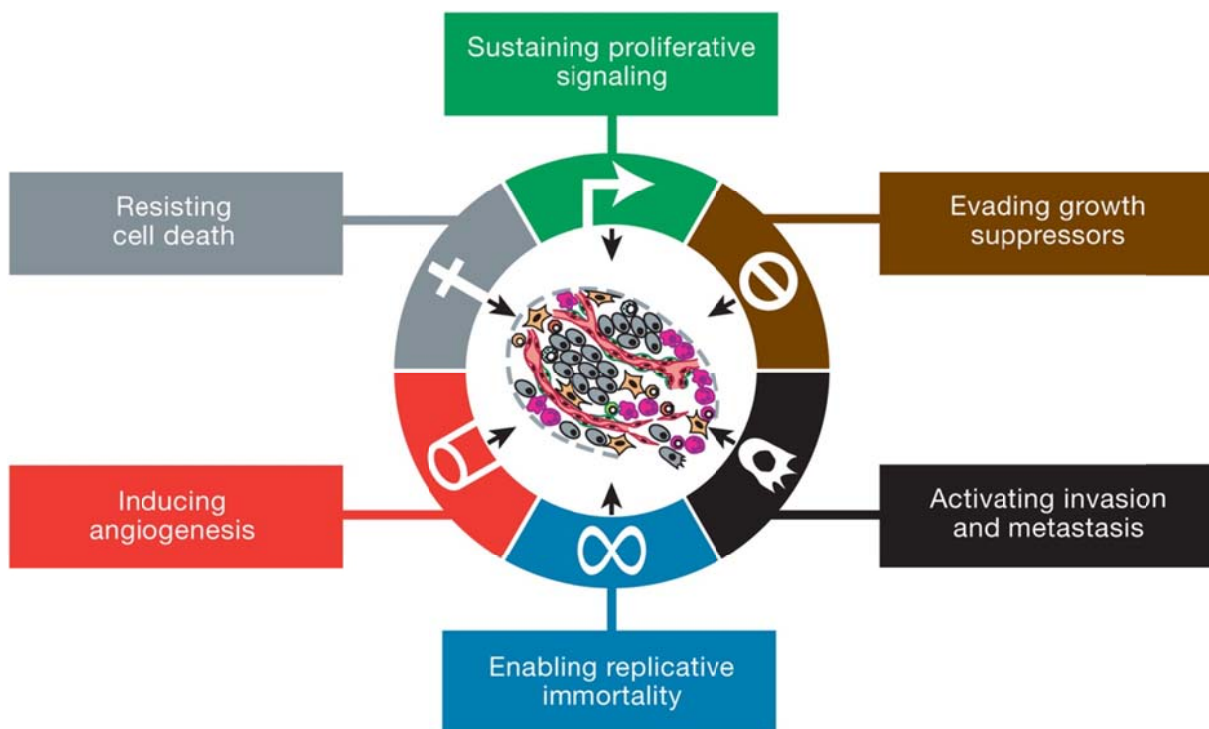 Sustaining proliferative
signaling
Resisting
cell death
Evading growth
suppressors
Inducing
angiogenesis
Activating invasion
and metastasis
Enabling replicative
immortality